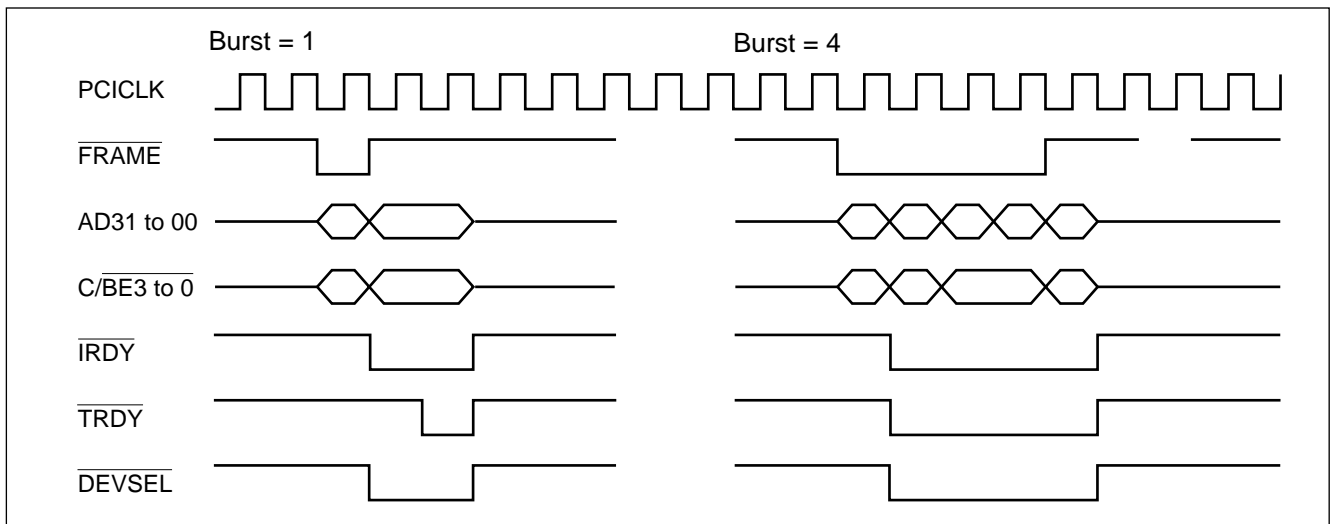 Burst = 1
Burst = 4
PCICLK
FRAME
AD31 to 00
C/BE3 to 0
IRDY
TRDY
DEVSEL